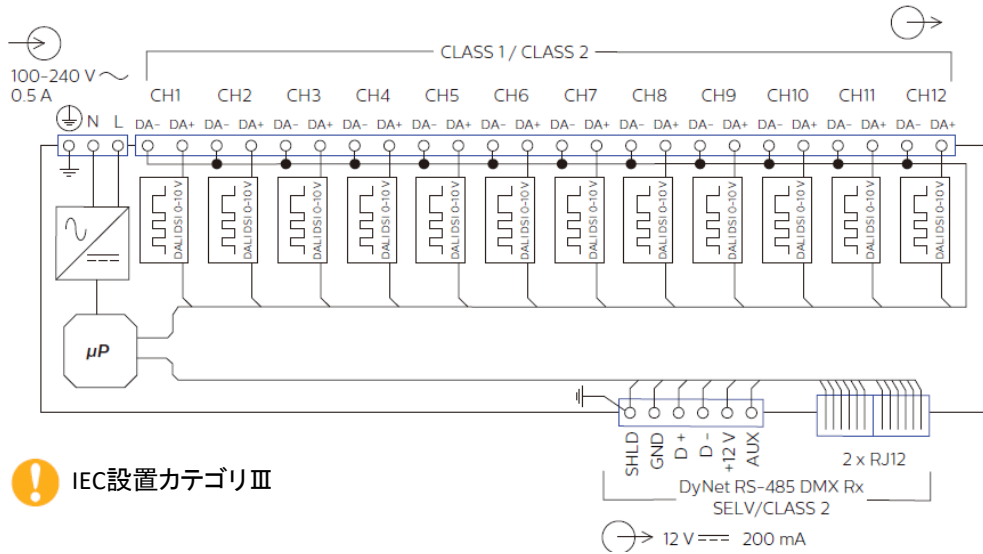 CLASS 1 / CLASS 2
100-240 V ~
0.5 A
CH1 CH2 CH3 CH4 CH5 CH6 CH7 CH8 CH9 CH10 CH11 CH12
N L DA- DA+ DA- DA+ DA- DA+ DA- DA+ DA- DA+ DA- DA+ DA- DA+ DA- DA+ DA- DA+ DA- DA+ DA- DA+ DA- DA+
DALI DSI 0-10 V
DALI DSI 0-10 V
DALI DSI 0-10 V
DALI DSI 0-10 V
DALI DSI 0-10 V
DALI DSI 0-10 V
DALI DSI 0-10 V
DALI DSI 0-10 V
DALI DSI 0-10 V
DALI DSI 0-10 V
DALI DSI 0-10 V
DALI DSI 0-10 V
μP
SHLD
GND
D +
D -
+12 V
AUX
2 x RJ12
DyNet RS-485 DMX Rx
SELV/CLASS 2
12 V 200 mA
! IEC設置カテゴリⅢ